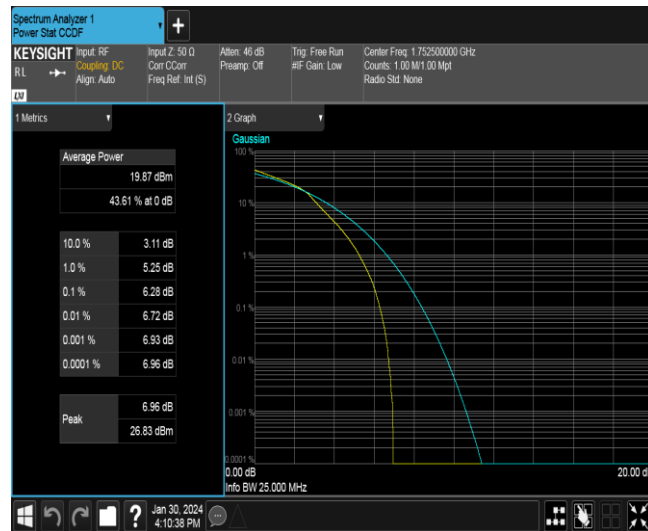 Spectrum Analyzer 1
Power Stat CCDF
+
KEYSIGHT
RL
LXI
Input: RF
Coupling: DC
Align: Auto
Input Z: 50 Ω
Corr CCorr
Freq Ref: Int (S)
Atten: 46 dB
Preamp: Off
Trig: Free Run
#IF Gain: Low
Center Freq: 1.752500000 GHz
Counts: 1.00 M/1.00 Mpt
Radio Std: None
1 Metrics
Average Power
19.87 dBm
43.61 % at 0 dB
10.0 % 3.11 dB
1.0 % 5.25 dB
0.1 % 6.28 dB
0.01 % 6.72 dB
0.001 % 6.93 dB
0.0001 % 6.96 dB
Peak
6.96 dB
26.83 dBm
2 Graph
Gaussian
100 %
10 %
1 %
0.1 %
0.01 %
0.001 %
0.0001 %
0.00 dB
20.00 d
Info BW 25.000 MHz
?
Jan 30, 2024
4:10:38 PM